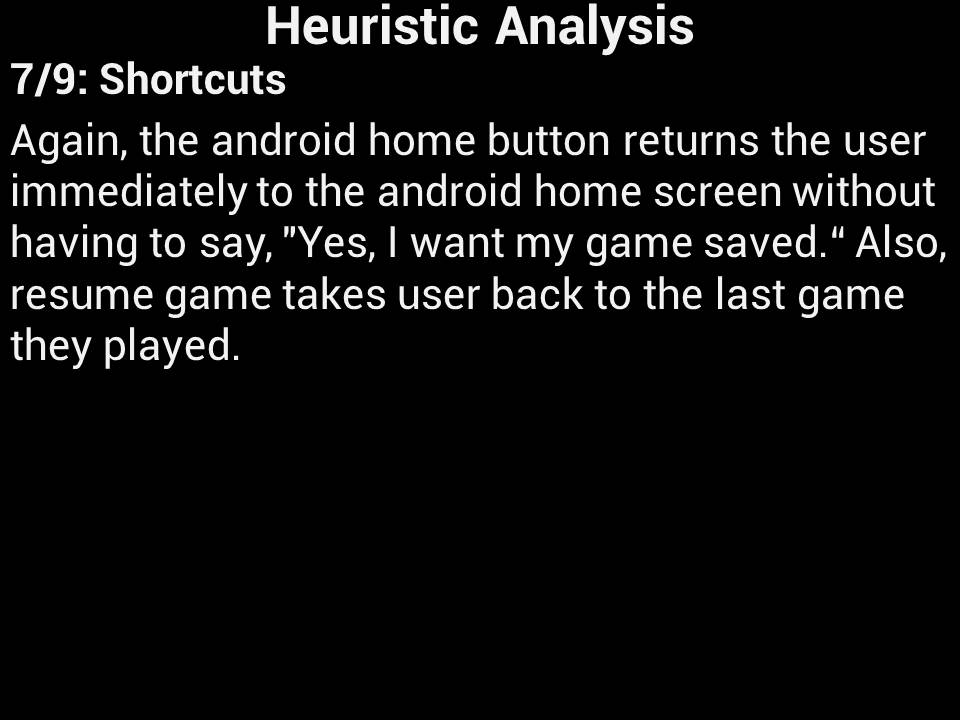 Heuristic Analysis
7/9: Shortcuts
Again, the android home button returns the user
immediately to the android home screen without
having to say, "Yes, I want my game saved.“ Also,
resume game takes user back to the last game
they played.